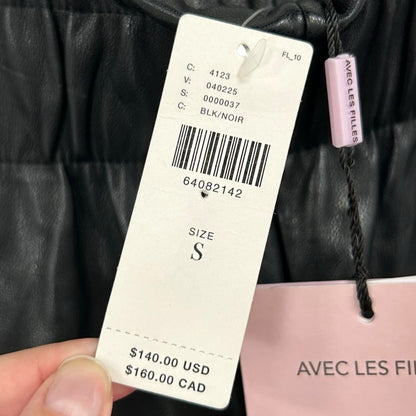 FL_10
C: 4123
V: 040225
S: 0000037
C: BLK/NOIR
64082142
SIZE
S
$140.00 USD
$160.00 CAD
AVEC LES FILLES
AVEC LES FILLES